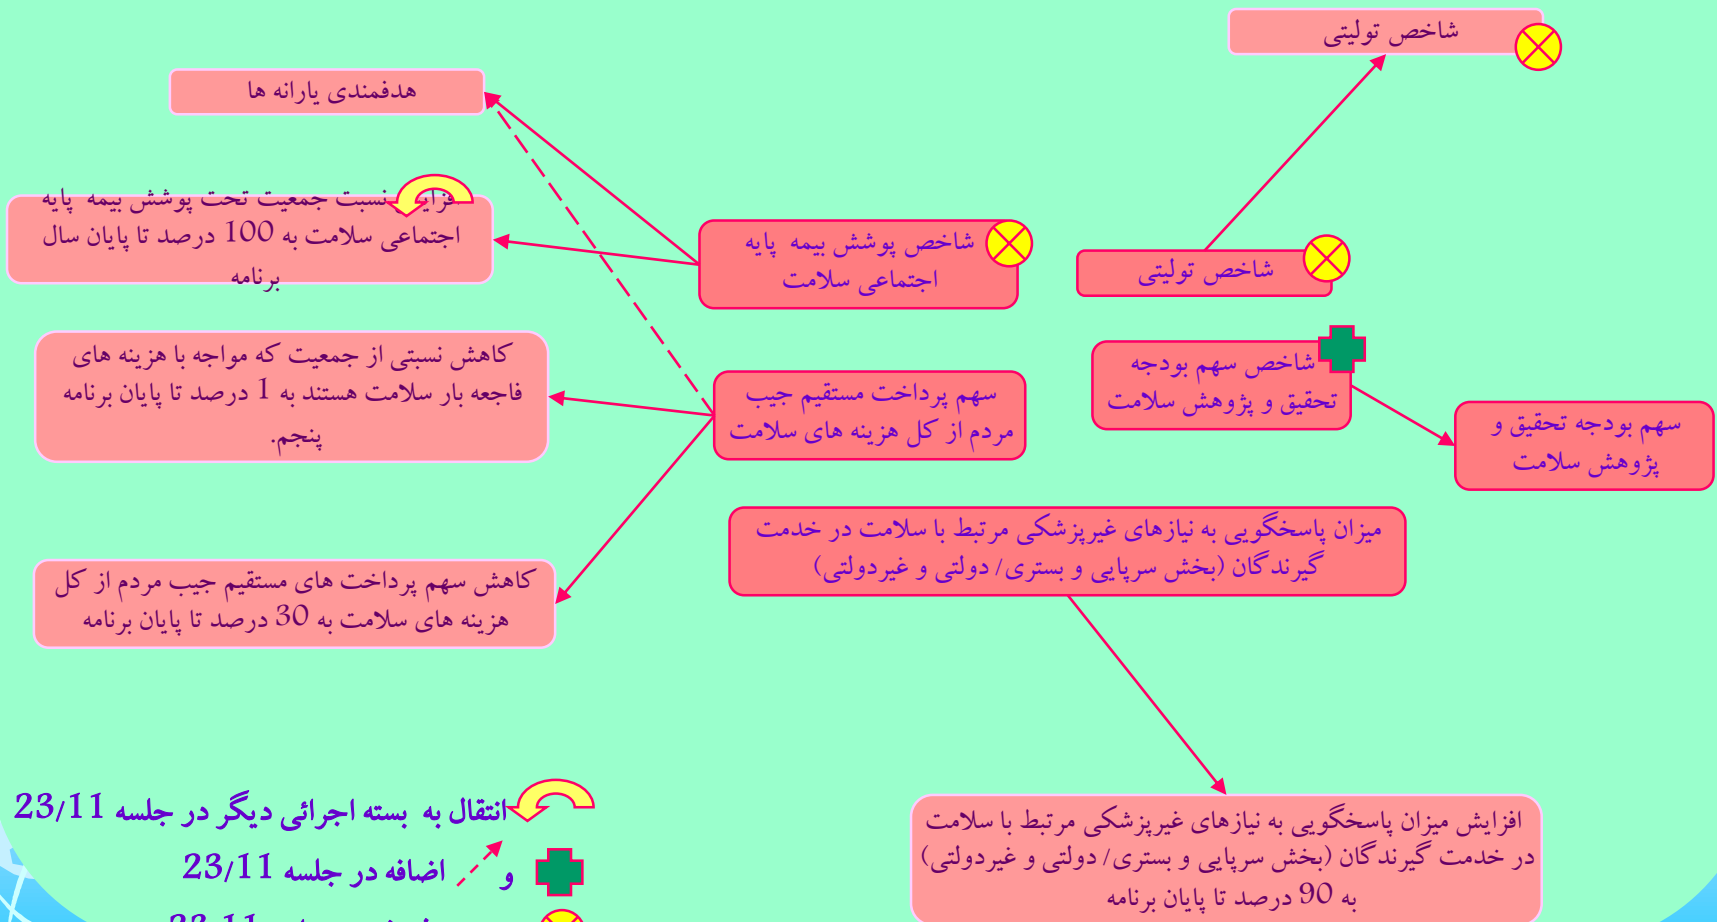 شاخص تولیتی
هدفمندی یارانه ها
نسبت جمعیت تحت پوشش بیمه پایه
اجتماعی سلامت به 100 درصد تا پایان سال
برنامه
شاخص پوشش بیمه پایه
اجتماعی سلامت
شاخص تولیتی
کاهش نسبتی از جمعیت که مواجه با هزینه های
فاجعه بار سلامت هستند به 1 درصد تا پایان برنامه
پنجم.
سهم پرداخت مستقیم جیب
مردم از کل هزینه های سلامت
شاخص سهم بودجه
تحقیق و پژوهش سلامت
سهم بودجه تحقیق و
پژوهش سلامت
میزان پاسخگویی به نیازهای غیرپزشکی مرتبط با سلامت در خدمت
گیرندگان (بخش سرپایی و بستری/ دولتی و غیردولتی)
کاهش سهم پرداخت های مستقیم جیب مردم از کل
هزینه های سلامت به 30 درصد تا پایان برنامه
افزایش میزان پاسخگویی به نیازهای غیرپزشکی مرتبط با سلامت
در خدمت گیرندگان (بخش سرپایی و بستری/ دولتی و غیردولتی)
به 90 درصد تا پایان برنامه
انتقال به بسته اجرائی دیگر در جلسه 23/11
و اضافه در جلسه 23/11